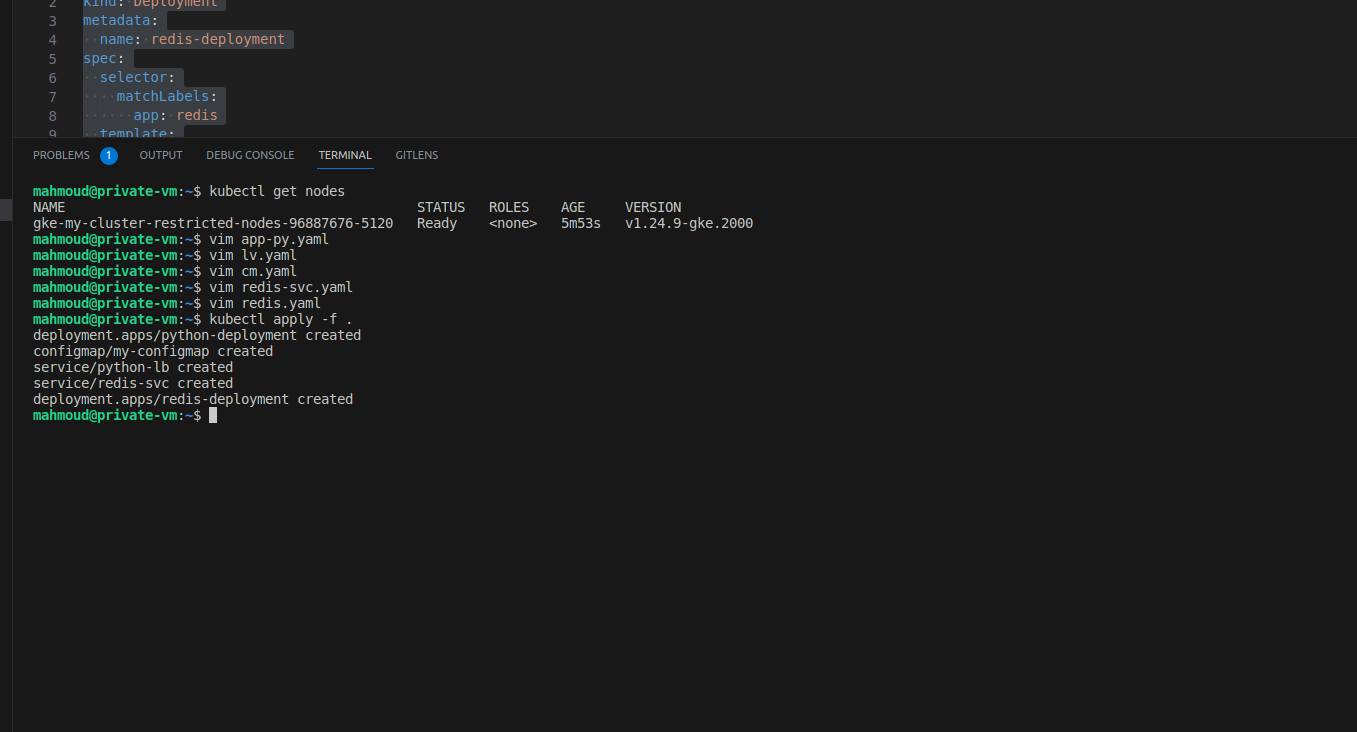 2 kind: Deployment
3 metadata:
4 name: redis-deployment
5 spec:
6 selector:
7 matchLabels:
8 app: redis
9 template:
PROBLEMS 1 OUTPUT DEBUG CONSOLE TERMINAL GITLENS
mahmoud@private-vm:~$ kubectl get nodes
NAME STATUS ROLES AGE VERSION
gke-my-cluster-restricted-nodes-96887676-5120 Ready <none> 5m53s v1.24.9-gke.2000
mahmoud@private-vm:~$ vim app-py.yaml
mahmoud@private-vm:~$ vim lv.yaml
mahmoud@private-vm:~$ vim cm.yaml
mahmoud@private-vm:~$ vim redis-svc.yaml
mahmoud@private-vm:~$ vim redis.yaml
mahmoud@private-vm:~$ kubectl apply -f .
deployment.apps/python-deployment created
configmap/my-configmap created
service/python-lb created
service/redis-svc created
deployment.apps/redis-deployment created
mahmoud@private-vm:~$